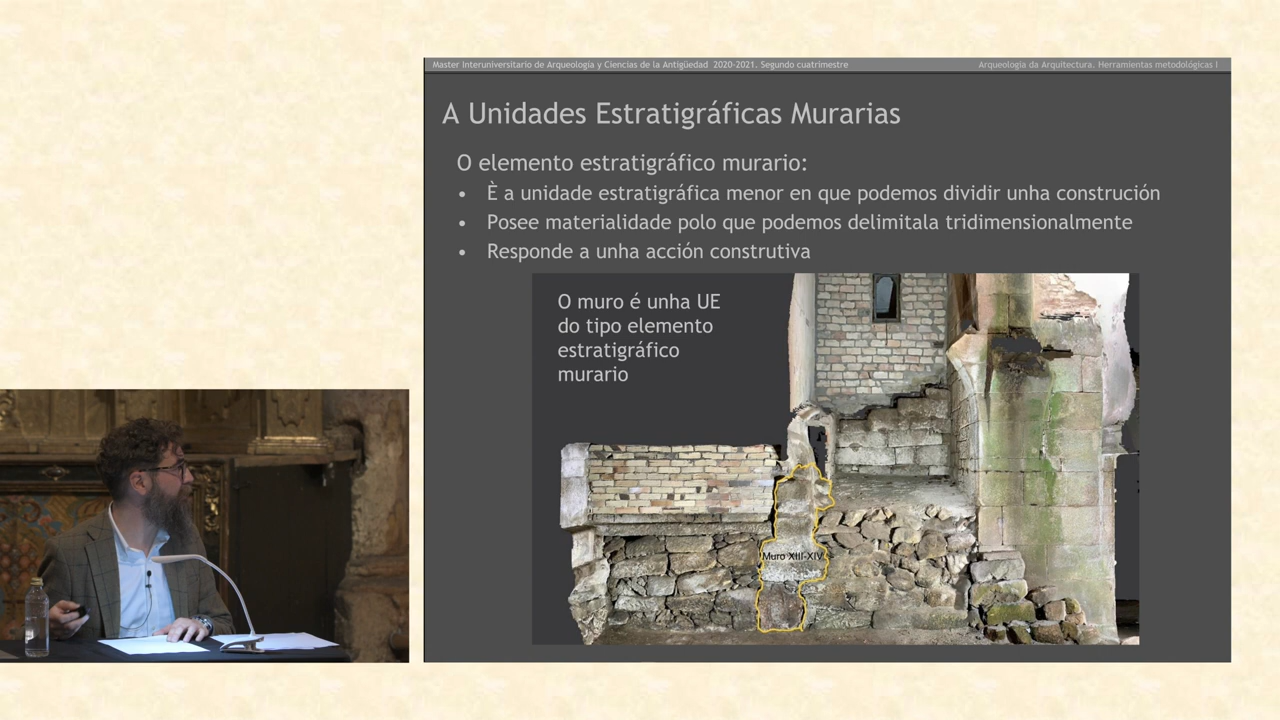 Master Interuniversitario de Arqueología y Ciencias de la Antigüedad 2020-2021. Segundo cuatrimestre
Arqueología da Arquitectura. Herramientas metodológicas I
A Unidades Estratigráficas Murarias
O elemento estratigráfico murario:
• È a unidade estratigráfica menor en que podemos dividir unha construción
• Posee materialidade polo que podemos delimitala tridimensionalmente
• Responde a unha acción construtiva
O muro é unha UE
do tipo elemento
estratigráfico
murario
Muro XIII-XIV